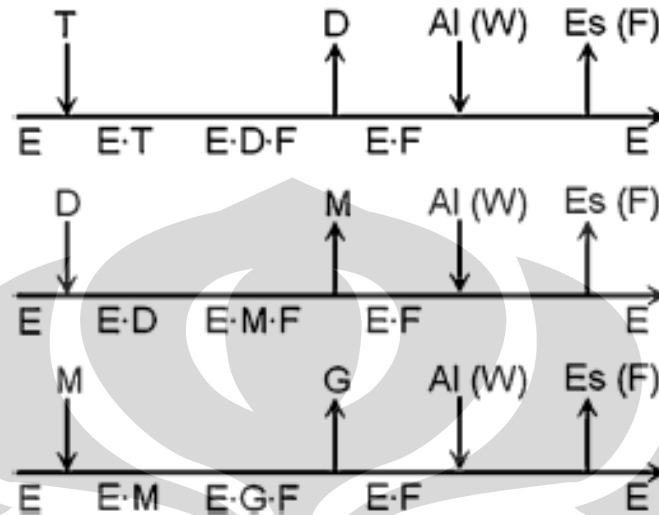 T D Al (W) Es (F)
E E·T E·D·F E·F E
D M Al (W) Es (F)
E E·D E·M·F E·F E
M G Al (W) Es (F)
E E·M E·G·F E·F E